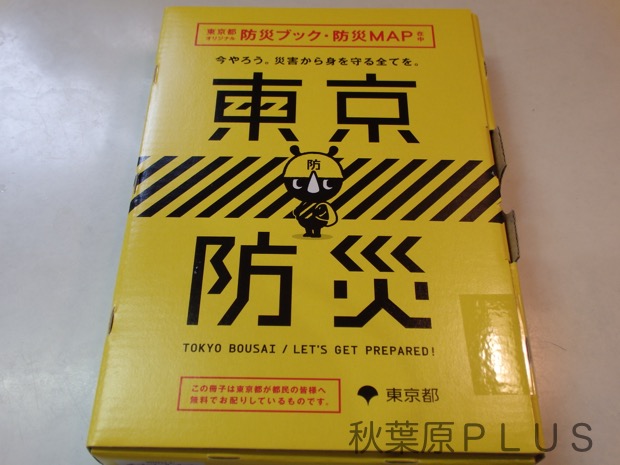 東京都
オリジナル
防災ブック・防災MAP 在中
今やろう。災害から身を守る全てを。
東京
防
防災
TOKYO BOUSAI / LET'S GET PREPARED!
この冊子は東京都が都民の皆様へ
無料でお配りしているものです。
東京都
秋葉原PLUS